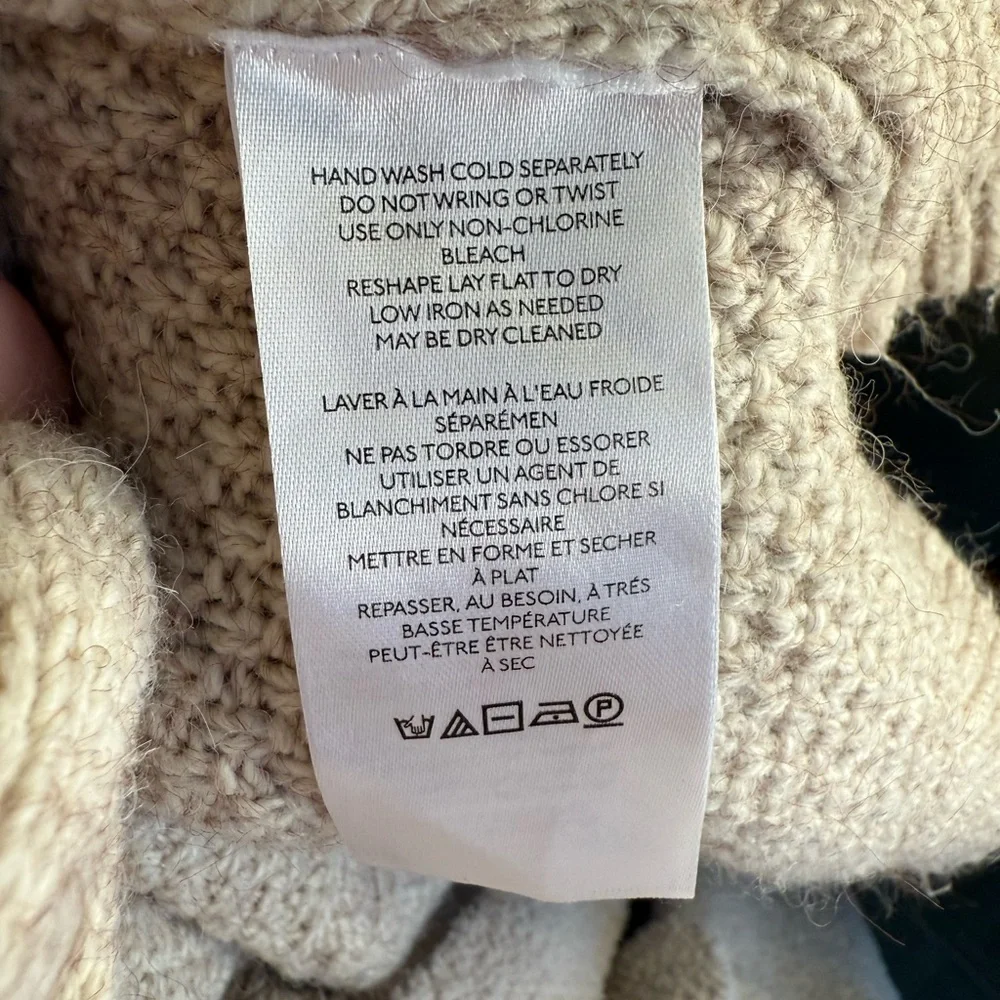 HAND WASH COLD SEPARATELY
DO NOT WRING OR TWIST
USE ONLY NON-CHLORINE
BLEACH
RESHAPE LAY FLAT TO DRY
LOW IRON AS NEEDED
MAY BE DRY CLEANED
LAVER À LA MAIN À L'EAU FROIDE
SÉPARÉMEN
NE PAS TORDRE OU ESSORER
UTILISER UN AGENT DE
BLANCHIMENT SANS CHLORE SI
NÉCESSAIRE
METTRE EN FORME ET SECHER
À PLAT
REPASSER, AU BESOIN, À TRÉS
BASSE TEMPÉRATURE
PEUT-ÊTRE ÊTRE NETTOYÉE
À SEC
P